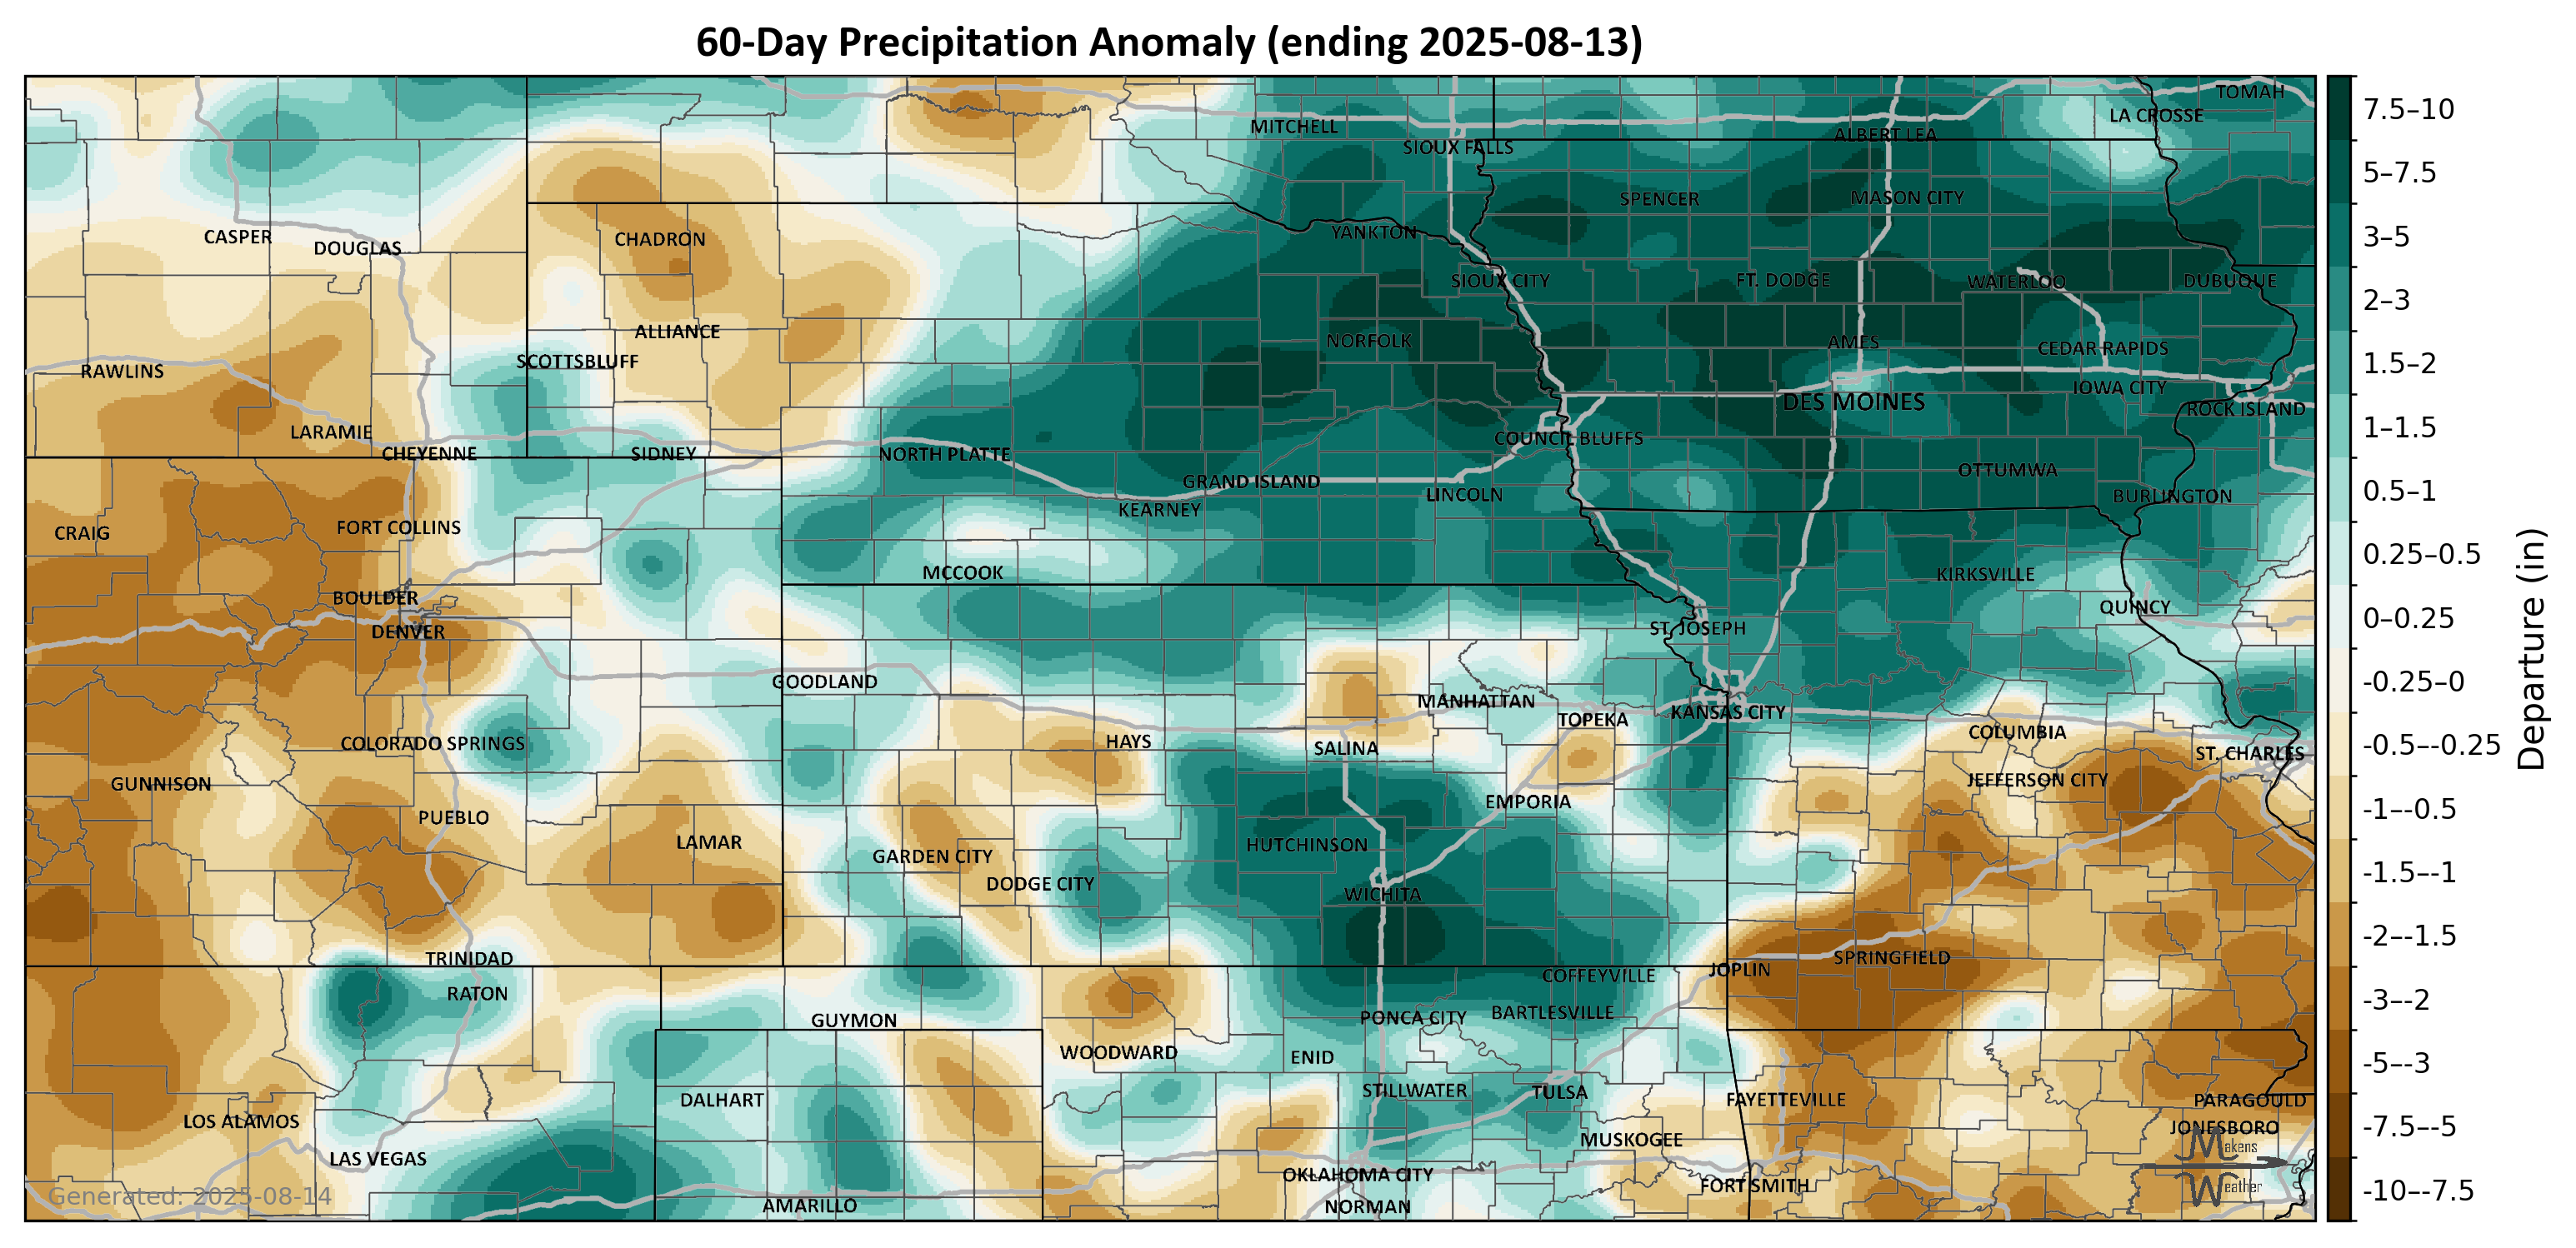 60-Day Precipitation Anomaly (ending 2025-08-13)
TOMAH
LA CROSSE
MITCHELL
ALBERT LEA
SIOUX FALLS
SPENCER
MASON CITY
YANKTON
CASPER
CHADRON
DOUGLAS
SIOUX CITY
FT. DODGE
WATERLOO
DUBUQUE
ALLIANCE
NORFOLK
AMES
CEDAR RAPIDS
SCOTTSBLUFF
RAWLINS
IOWA CITY
DES MOINES
ROCK ISLAND
LARAMIE
COUNCIL BLUFFS
CHEYENNE
SIDNEY
NORTH PLATTE
OTTUMWA
GRAND ISLAND
LINCOLN
BURLINGTON
KEARNEY
CRAIG
FORT COLLINS
MCCOOK
KIRKSVILLE
BOULDER
QUINCY
DENVER
ST. JOSEPH
GOODLAND
MANHATTAN
TOPEKA
KANSAS CITY
COLUMBIA
COLORADO SPRINGS
HAYS
SALINA
ST. CHARLES
GUNNISON
JEFFERSON CITY
EMPORIA
PUEBLO
LAMAR
HUTCHINSON
GARDEN CITY
DODGE CITY
WICHITA
TRINIDAD
SPRINGFIELD
JOPLIN
COFFEYVILLE
RATON
BARTLESVILLE
GUYMON
PONCA CITY
WOODWARD
ENID
STILLWATER
TULSA
DALHART
FAYETTEVILLE
PARAGOULD
LOS ALAMOS
JONESBORO
MUSKOGEE
LAS VEGAS
OKLAHOMA CITY
FORT SMITH
AMARILLO
NORMAN
Generated: 2025-08-14
Makens
Weather
7.5–10
5–7.5
3–5
2–3
1.5–2
1–1.5
0.5–1
0.25–0.5
0–0.25
-0.25–0
-0.5–-0.25
-1–-0.5
-1.5–-1
-2–-1.5
-3–-2
-5–-3
-7.5–-5
-10–-7.5
Departure (in)